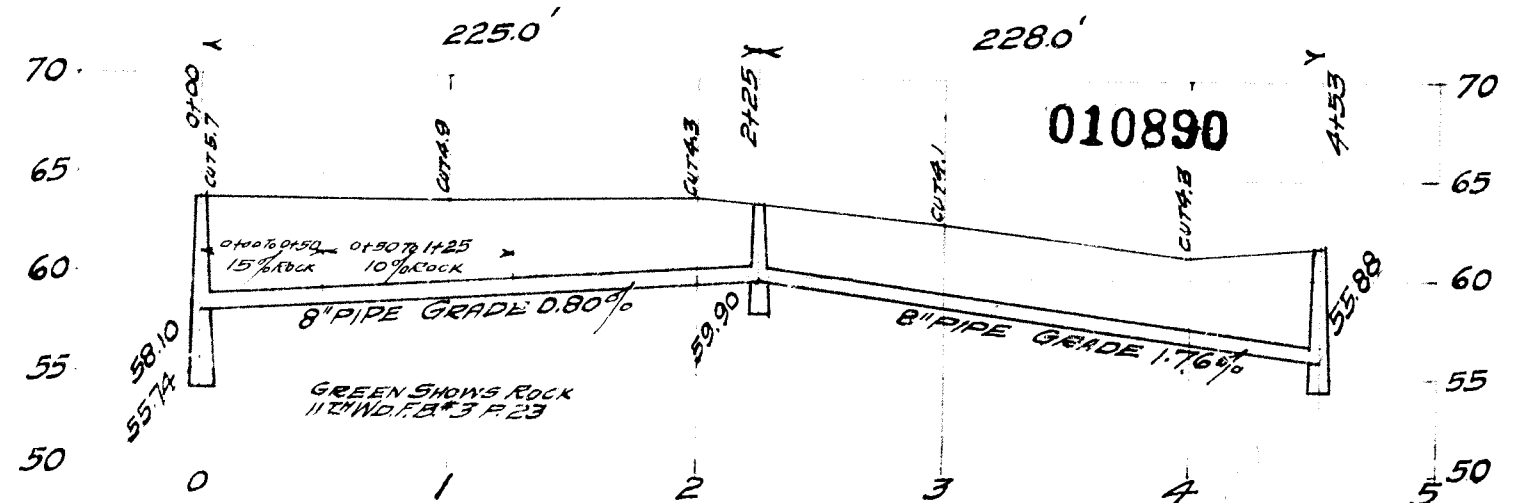 225.0'
228.0'
70
0+00
CUT 5.7
CUT 4.9
CUT 4.3
2+25
CUT 4.1
010890
CUT 4.3
4+53
70
65
65
0+00 TO 0+50
0+50 TO 1+25
15% ROCK
10% ROCK
60
60
8" PIPE GRADE 0.80%
8" PIPE GRADE 1.76%
58.10
55.74
59.90
55.88
55
55
GREEN SHOWS ROCK
11TH WD. F.B. #3 P. 23
50
50
0
1
2
3
4
5